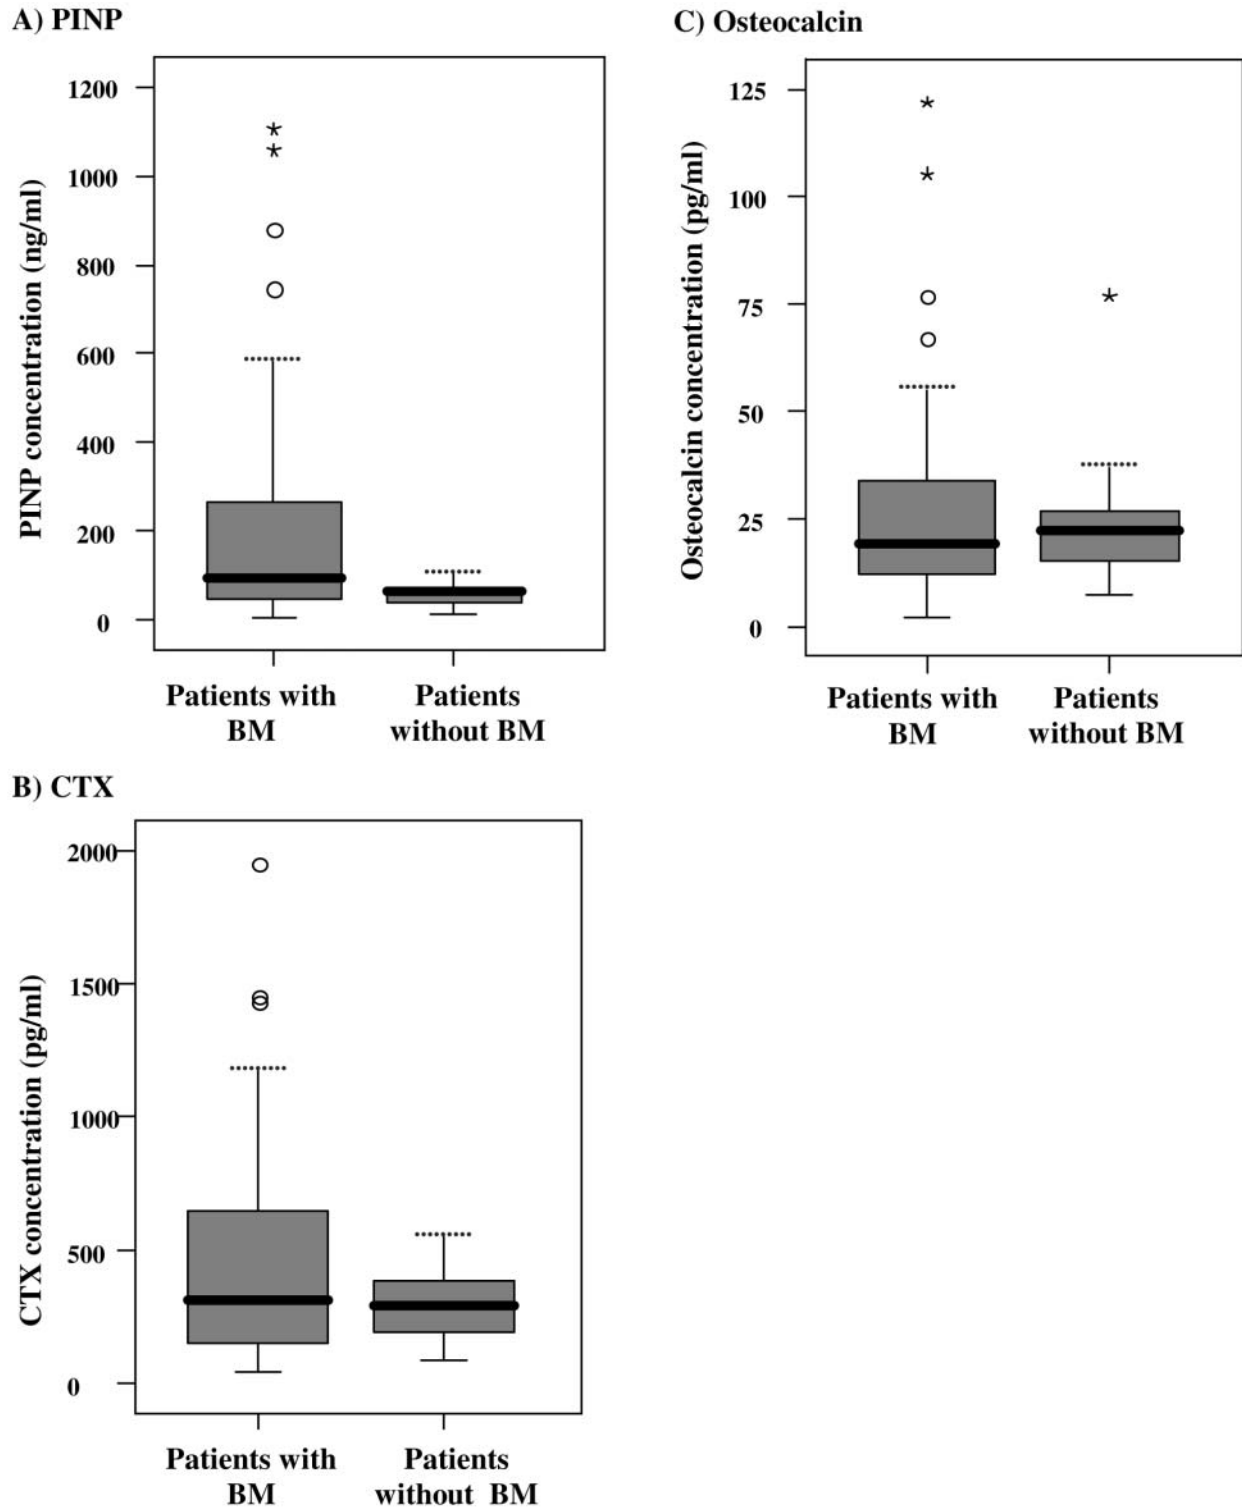 A) PINP
PINP concentration (ng/ml)
1200
1000
800
600
400
200
0
Patients with
BM
Patients
without BM
C) Osteocalcin
Osteocalcin concentration (pg/ml)
125
100
75
50
25
0
Patients with
BM
Patients
without BM
B) CTX
CTX concentration (pg/ml)
2000
1500
1000
500
0
Patients with
BM
Patients
without BM